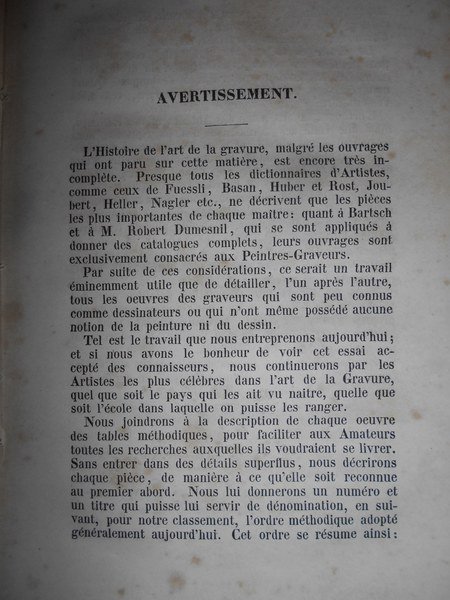 AVERTISSEMENT.
L'Histoire de l'art de la gravure, malgré les ouvrages
qui ont paru sur cette matière, est encore très in-
complète. Presque tous les dictionnaires d'Artistes,
comme ceux de Fuessli, Basan, Huber et Rost, Jou-
bert, Heller, Nagler etc., ne décrivent que les pièces
les plus importantes de chaque maître: quant à Bartsch
et à M. Robert Dumesnil, qui se sont appliqués à
donner des catalogues complets, leurs ouvrages sont
exclusivement consacrés aux Peintres-Graveurs.
Par suite de ces considérations, ce serait un travail
éminemment utile que de détailler, l'un après l'autre,
tous les oeuvres des graveurs qui sont peu connus
comme dessinateurs ou qui n'ont même possédé aucune
notion de la peinture ni du dessin.
Tel est le travail que nous entreprenons aujourd'hui;
et si nous avons le bonheur de voir cet essai ac-
cepté des connaisseurs, nous continuerons par les
Artistes les plus célèbres dans l'art de la Gravure,
quel que soit le pays qui les ait vu naitre, quelle que
soit l'école dans laquelle on puisse les ranger.
Nous joindrons à la description de chaque oeuvre
des tables méthodiques, pour faciliter aux Amateurs
toutes les recherches auxquelles ils voudraient se livrer.
Sans entrer dans des détails superflus, nous décrirons
chaque pièce, de manière à ce qu'elle soit reconnue
au premier abord. Nous lui donnerons un numéro et
un titre qui puisse lui servir de dénomination, en sui-
vant, pour notre classement, l'ordre méthodique adopté
généralement aujourd'hui. Cet ordre se résume ainsi: